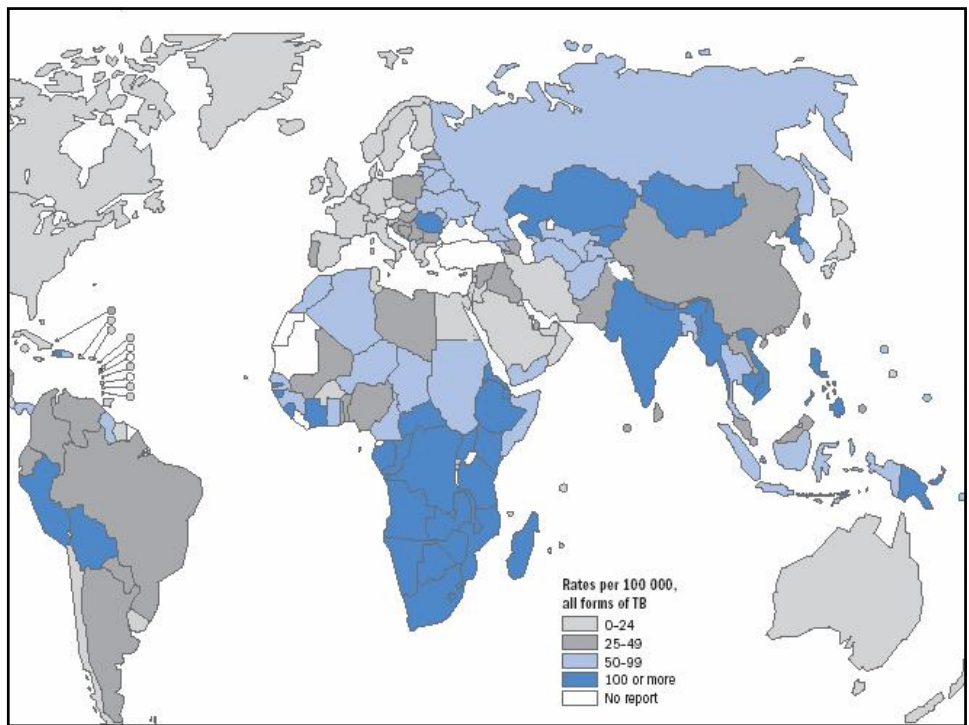 Rates per 100 000,
all forms of TB
0–24
25–49
50–99
100 or more
No report